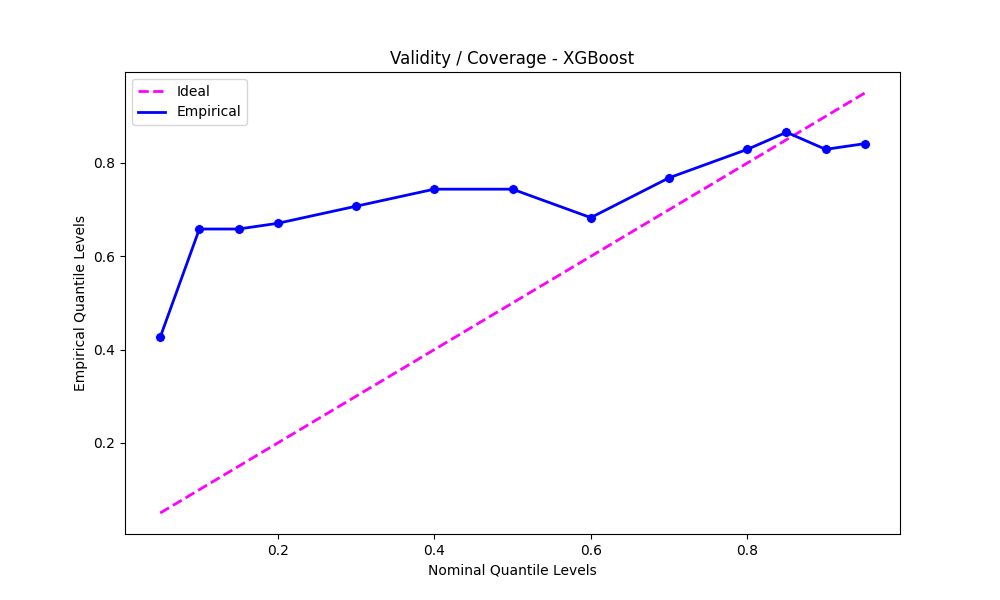 Validity / Coverage - XGBoost
Ideal
Empirical
0.8
0.6
0.4
0.2
Empirical Quantile Levels
0.2
0.4
0.6
0.8
Nominal Quantile Levels